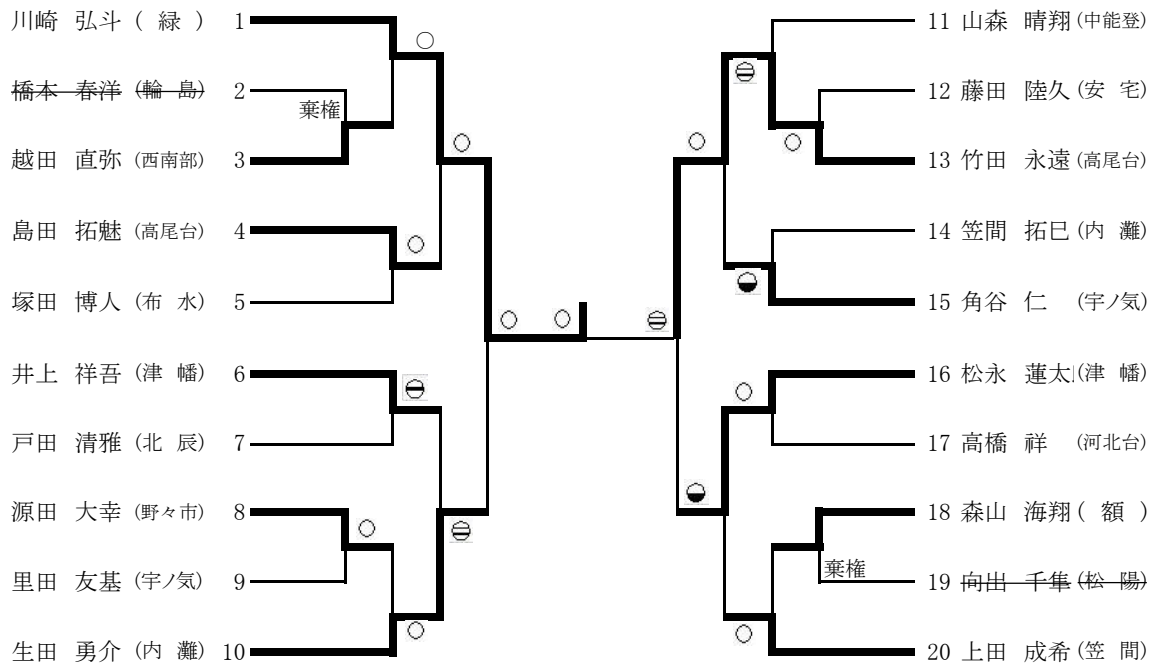 川崎 弘斗 ( 緑 ) 1
橋本 春洋 (輪 島) 2
棄権
越田 直弥 (西南部) 3
島田 拓魅 (高尾台) 4
塚田 博人 (布 水) 5
井上 祥吾 (津 幡) 6
戸田 清雅 (北 辰) 7
源田 大幸 (野々市) 8
里田 友基 (宇ノ気) 9
生田 勇介 (内 灘) 10
11 山森 晴翔 (中能登)
12 藤田 陸久 (安 宅)
13 竹田 永遠 (高尾台)
14 笠間 拓巳 (内 灘)
15 角谷 仁 (宇ノ気)
16 松永 蓮太 (津 幡)
17 高橋 祥 (河北台)
18 森山 海翔 ( 額 )
棄権
19 向出 千隼 (松 陽)
20 上田 成希 (笠 間)